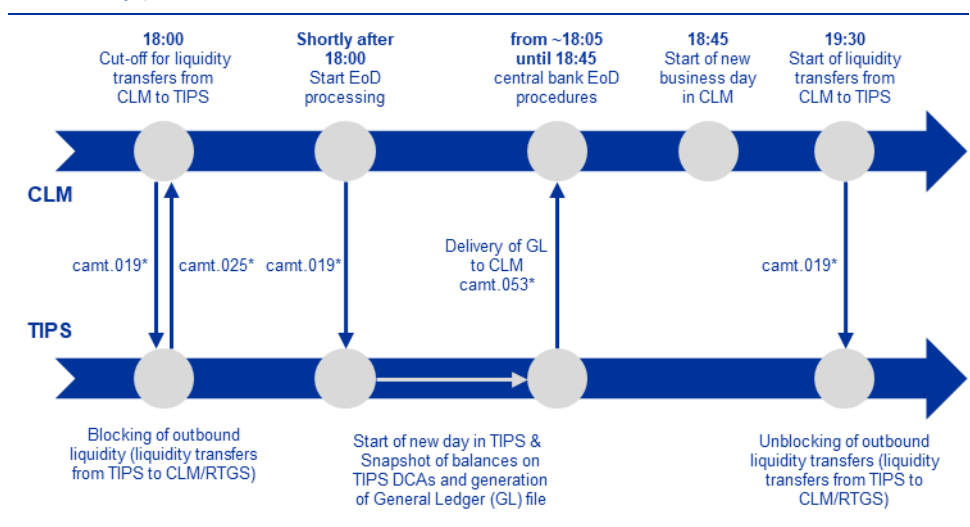 18:00
Cut-off for liquidity
transfers from
CLM to TIPS
Shortly after
18:00
Start EoD
processing
from ~18:05
until 18:45
central bank EoD
procedures
18:45
Start of new
business day
in CLM
19:30
Start of liquidity
transfers from
CLM to TIPS
CLM
camt.019*
camt.025*
camt.019*
Delivery of GL
to CLM
camt.053*
camt.019*
TIPS
Blocking of outbound
liquidity (liquidity transfers
from TIPS to CLM/RTGS)
Start of new day in TIPS &
Snapshot of balances on
TIPS DCAs and generation
of General Ledger (GL) file
Unblocking of outbound
liquidity transfers (liquidity
transfers from TIPS to
CLM/RTGS)